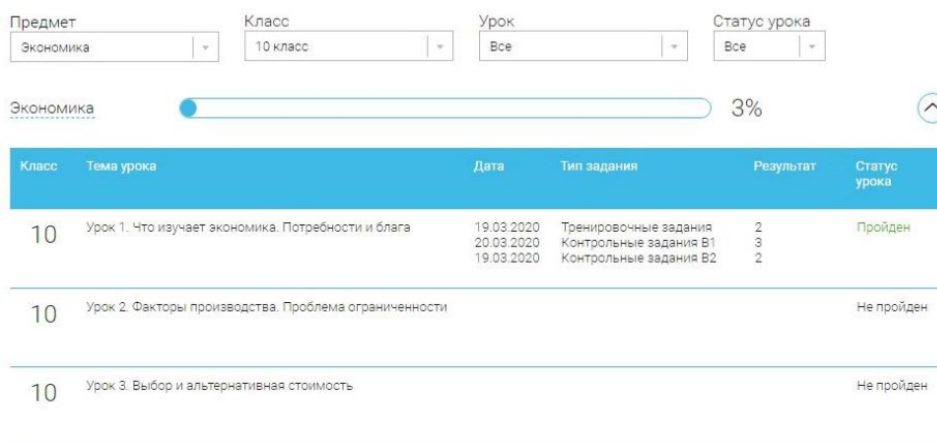 Предмет Класс Урок Статус урока
Экономика 10 класс Все Все
Экономика 3%
Класс Тема урока Дата Тип задания Результат Статус урока
10 Урок 1. Что изучает экономика. Потребности и блага 19.03.2020 Тренировочные задания 2 Пройден
20.03.2020 Контрольные задания В1 3
19.03.2020 Контрольные задания В2 2
10 Урок 2. Факторы производства. Проблема ограниченности Не пройден
10 Урок 3. Выбор и альтернативная стоимость Не пройден